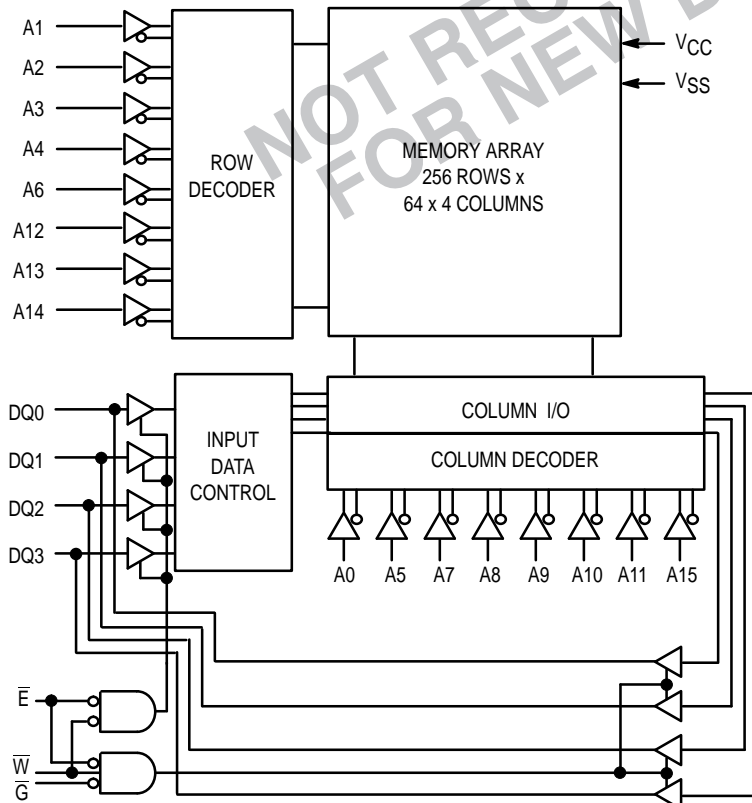 NOT REC
FOR NEW D
A1
A2
A3
A4
A6
A12
A13
A14
ROW
DECODER
MEMORY ARRAY
256 ROWS x
64 x 4 COLUMNS
VCC
VSS
DQ0
DQ1
DQ2
DQ3
INPUT
DATA
CONTROL
COLUMN I/O
COLUMN DECODER
A0 A5 A7 A8 A9 A10 A11 A15
E̅
W̅
G̅